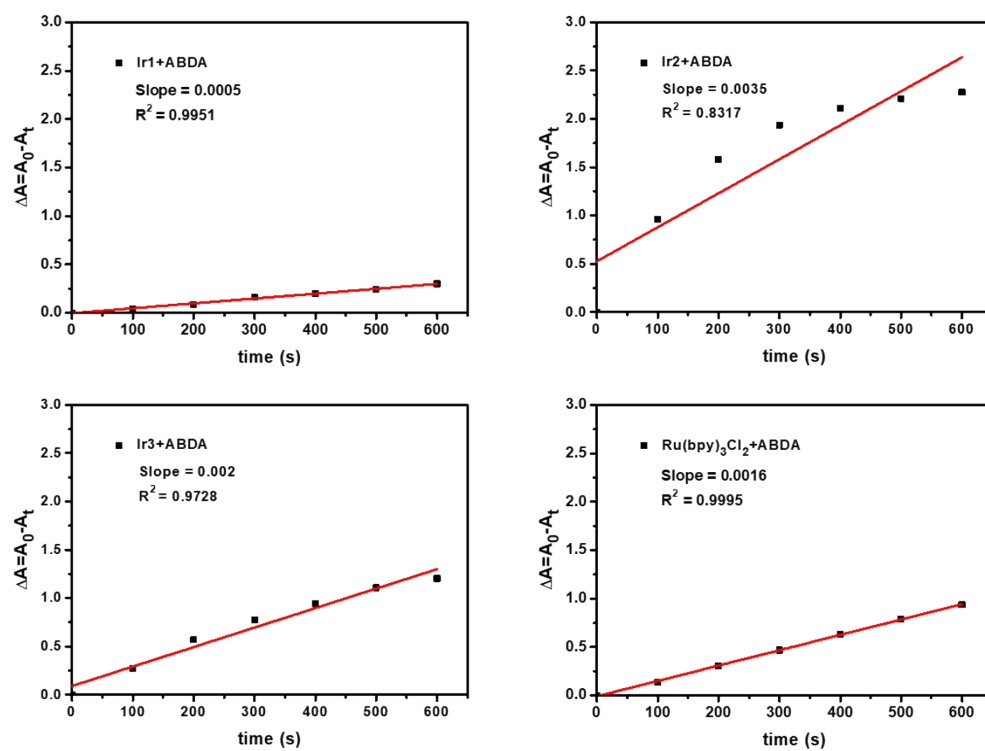 3.0
2.5
2.0
1.5
1.0
0.5
0.0
ΔA=A₀-Aₜ
Ir1+ABDA
Slope = 0.0005
R² = 0.9951
0 100 200 300 400 500 600
time (s)
3.0
2.5
2.0
1.5
1.0
0.5
0.0
ΔA=A₀-Aₜ
Ir2+ABDA
Slope = 0.0035
R² = 0.8317
0 100 200 300 400 500 600
time (s)
3.0
2.5
2.0
1.5
1.0
0.5
0.0
ΔA=A₀-Aₜ
Ir3+ABDA
Slope = 0.002
R² = 0.9728
0 100 200 300 400 500 600
time (s)
3.0
2.5
2.0
1.5
1.0
0.5
0.0
ΔA=A₀-Aₜ
Ru(bpy)₃Cl₂+ABDA
Slope = 0.0016
R² = 0.9995
0 100 200 300 400 500 600
time (s)